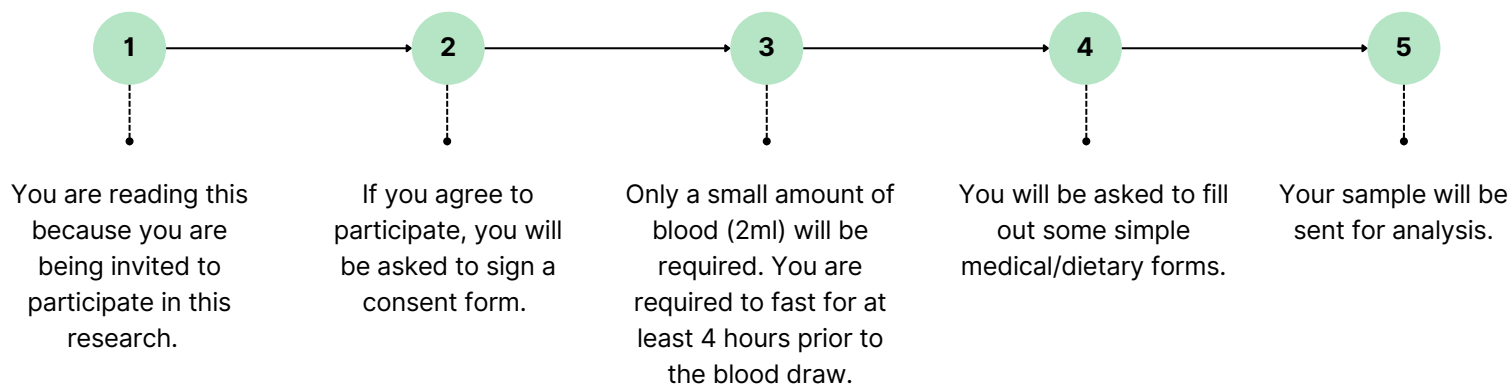 1
2
3
4
5
You are reading this
because you are
being invited to
participate in this
research.
If you agree to
participate, you will
be asked to sign a
consent form.
Only a small amount of
blood (2ml) will be
required. You are
required to fast for at
least 4 hours prior to
the blood draw.
You will be asked to fill
out some simple
medical/dietary forms.
Your sample will be
sent for analysis.